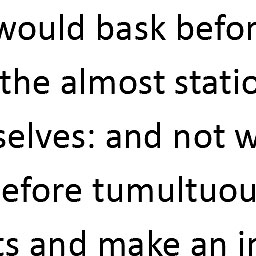 would bask befor
the almost statio
selves: and not w
efore tumultuou
ts and make an in